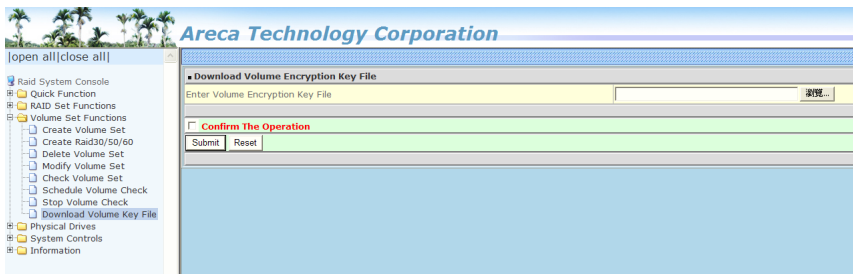 Areca Technology Corporation
|open all|close all|
Raid System Console
Quick Function
RAID Set Functions
Volume Set Functions
Create Volume Set
Create Raid30/50/60
Delete Volume Set
Modify Volume Set
Check Volume Set
Schedule Volume Check
Stop Volume Check
Download Volume Key File
Physical Drives
System Controls
Information
Download Volume Encryption Key File
Enter Volume Encryption Key File 瀏覽...
Confirm The Operation
Submit Reset